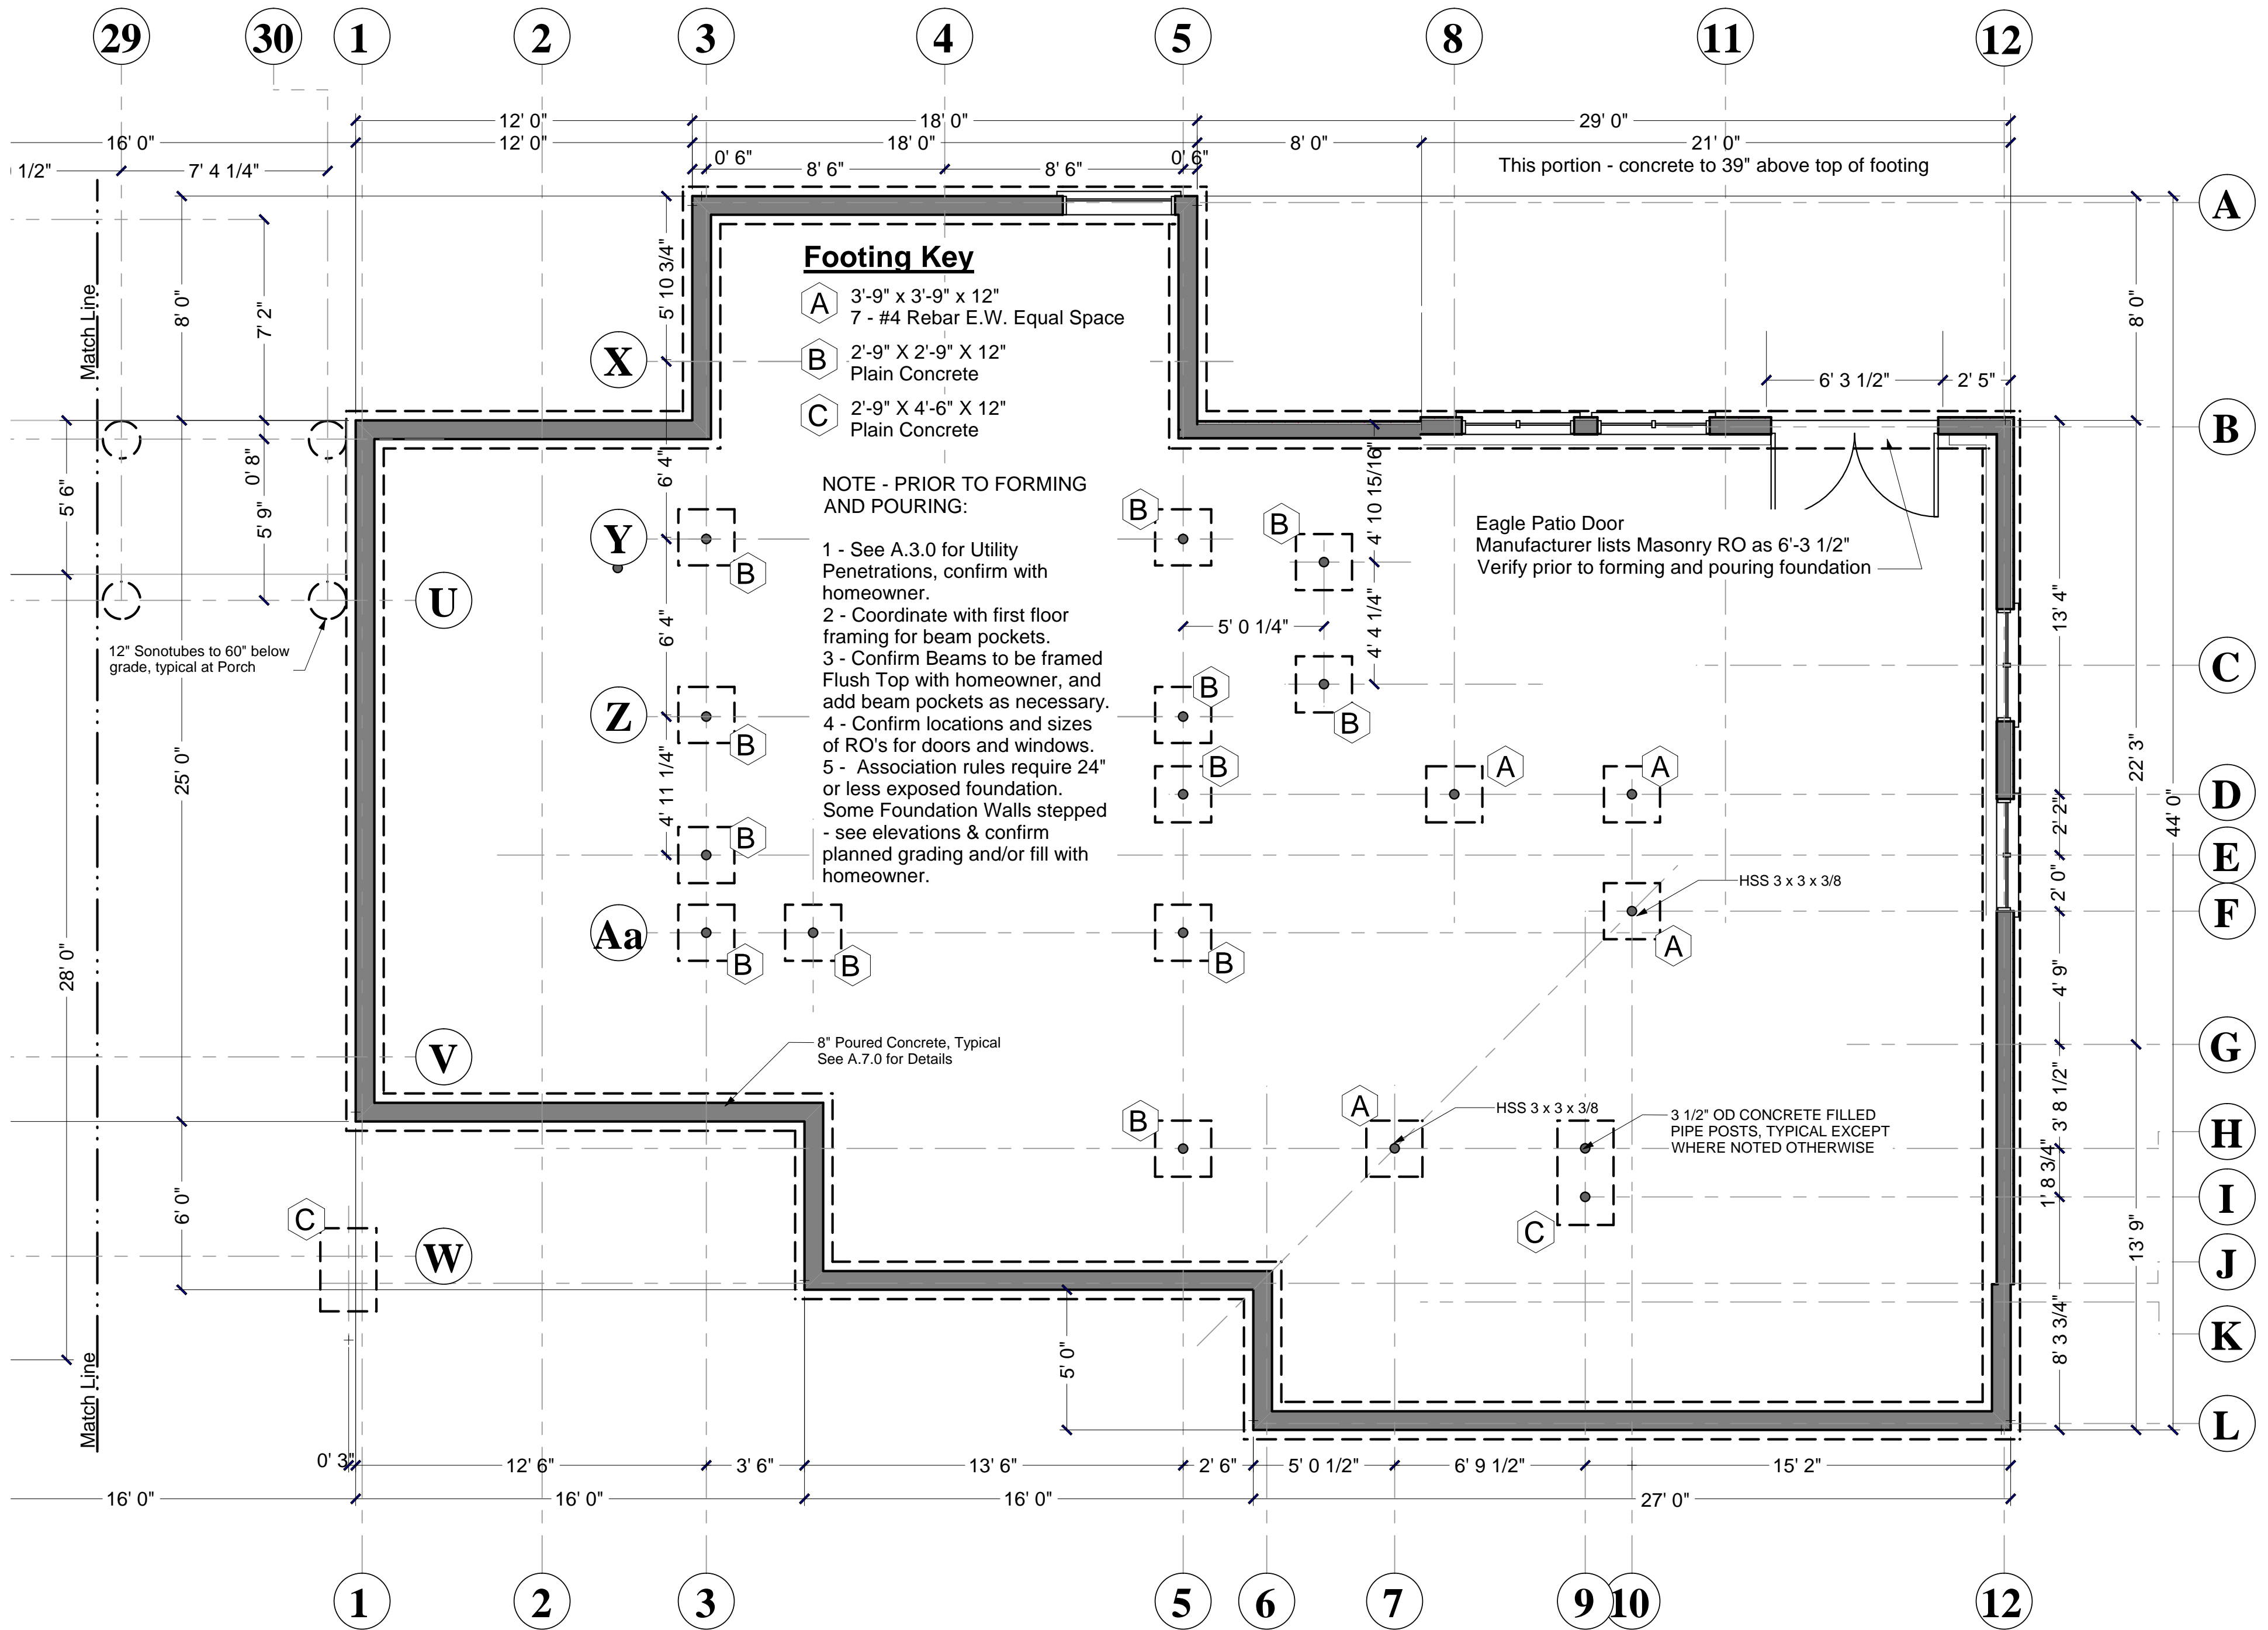 29 30 1 2 3 4 5 8 11 12
12' 0" 18' 0" 29' 0"
16' 0" 12' 0" 18' 0" 8' 0" 21' 0"
1/2" 7' 4 1/4" 0' 6" 8' 6" 8' 6" 0' 6"
This portion - concrete to 39" above top of footing
A
Footing Key
A
3'-9" x 3'-9" x 12"
7 - #4 Rebar E.W. Equal Space
B
2'-9" X 2'-9" X 12"
Plain Concrete
C
2'-9" X 4'-6" X 12"
Plain Concrete
5' 10 3/4"
8' 0"
7' 2"
8' 0"
Match Line
X
6' 3 1/2" 2' 5"
B
0' 8"
5' 6"
5' 9"
6' 4"
4' 10 15/16"
NOTE - PRIOR TO FORMING
AND POURING:
1 - See A.3.0 for Utility
Penetrations, confirm with
homeowner.
2 - Coordinate with first floor
framing for beam pockets.
3 - Confirm Beams to be framed
Flush Top with homeowner, and
add beam pockets as necessary.
4 - Confirm locations and sizes
of RO's for doors and windows.
5 - Association rules require 24"
or less exposed foundation.
Some Foundation Walls stepped
- see elevations & confirm
planned grading and/or fill with
homeowner.
Y
B
B
B
Eagle Patio Door
Manufacturer lists Masonry RO as 6'-3 1/2"
Verify prior to forming and pouring foundation
U
12" Sonotubes to 60" below
grade, typical at Porch
6' 4"
5' 0 1/4"
4' 4 1/4"
13' 4"
C
Z
B
B
B
25' 0"
4' 11 1/4"
22' 3"
44' 0"
B
A
A
D
2' 2"
B
E
2' 0"
HSS 3 x 3 x 3/8
F
Aa
B
B
B
A
28' 0"
4' 9"
V
8" Poured Concrete, Typical
See A.7.0 for Details
G
3' 8 1/2"
B
A
HSS 3 x 3 x 3/8
3 1/2" OD CONCRETE FILLED
PIPE POSTS, TYPICAL EXCEPT
WHERE NOTED OTHERWISE
H
1' 8 3/4"
I
6' 0"
C
C
W
13' 9"
J
K
8' 3 3/4"
5' 0"
Match Line
L
0' 3" 12' 6" 3' 6" 13' 6" 2' 6" 5' 0 1/2" 6' 9 1/2" 15' 2"
16' 0" 16' 0" 16' 0" 27' 0"
1 2 3 5 6 7 9 10 12